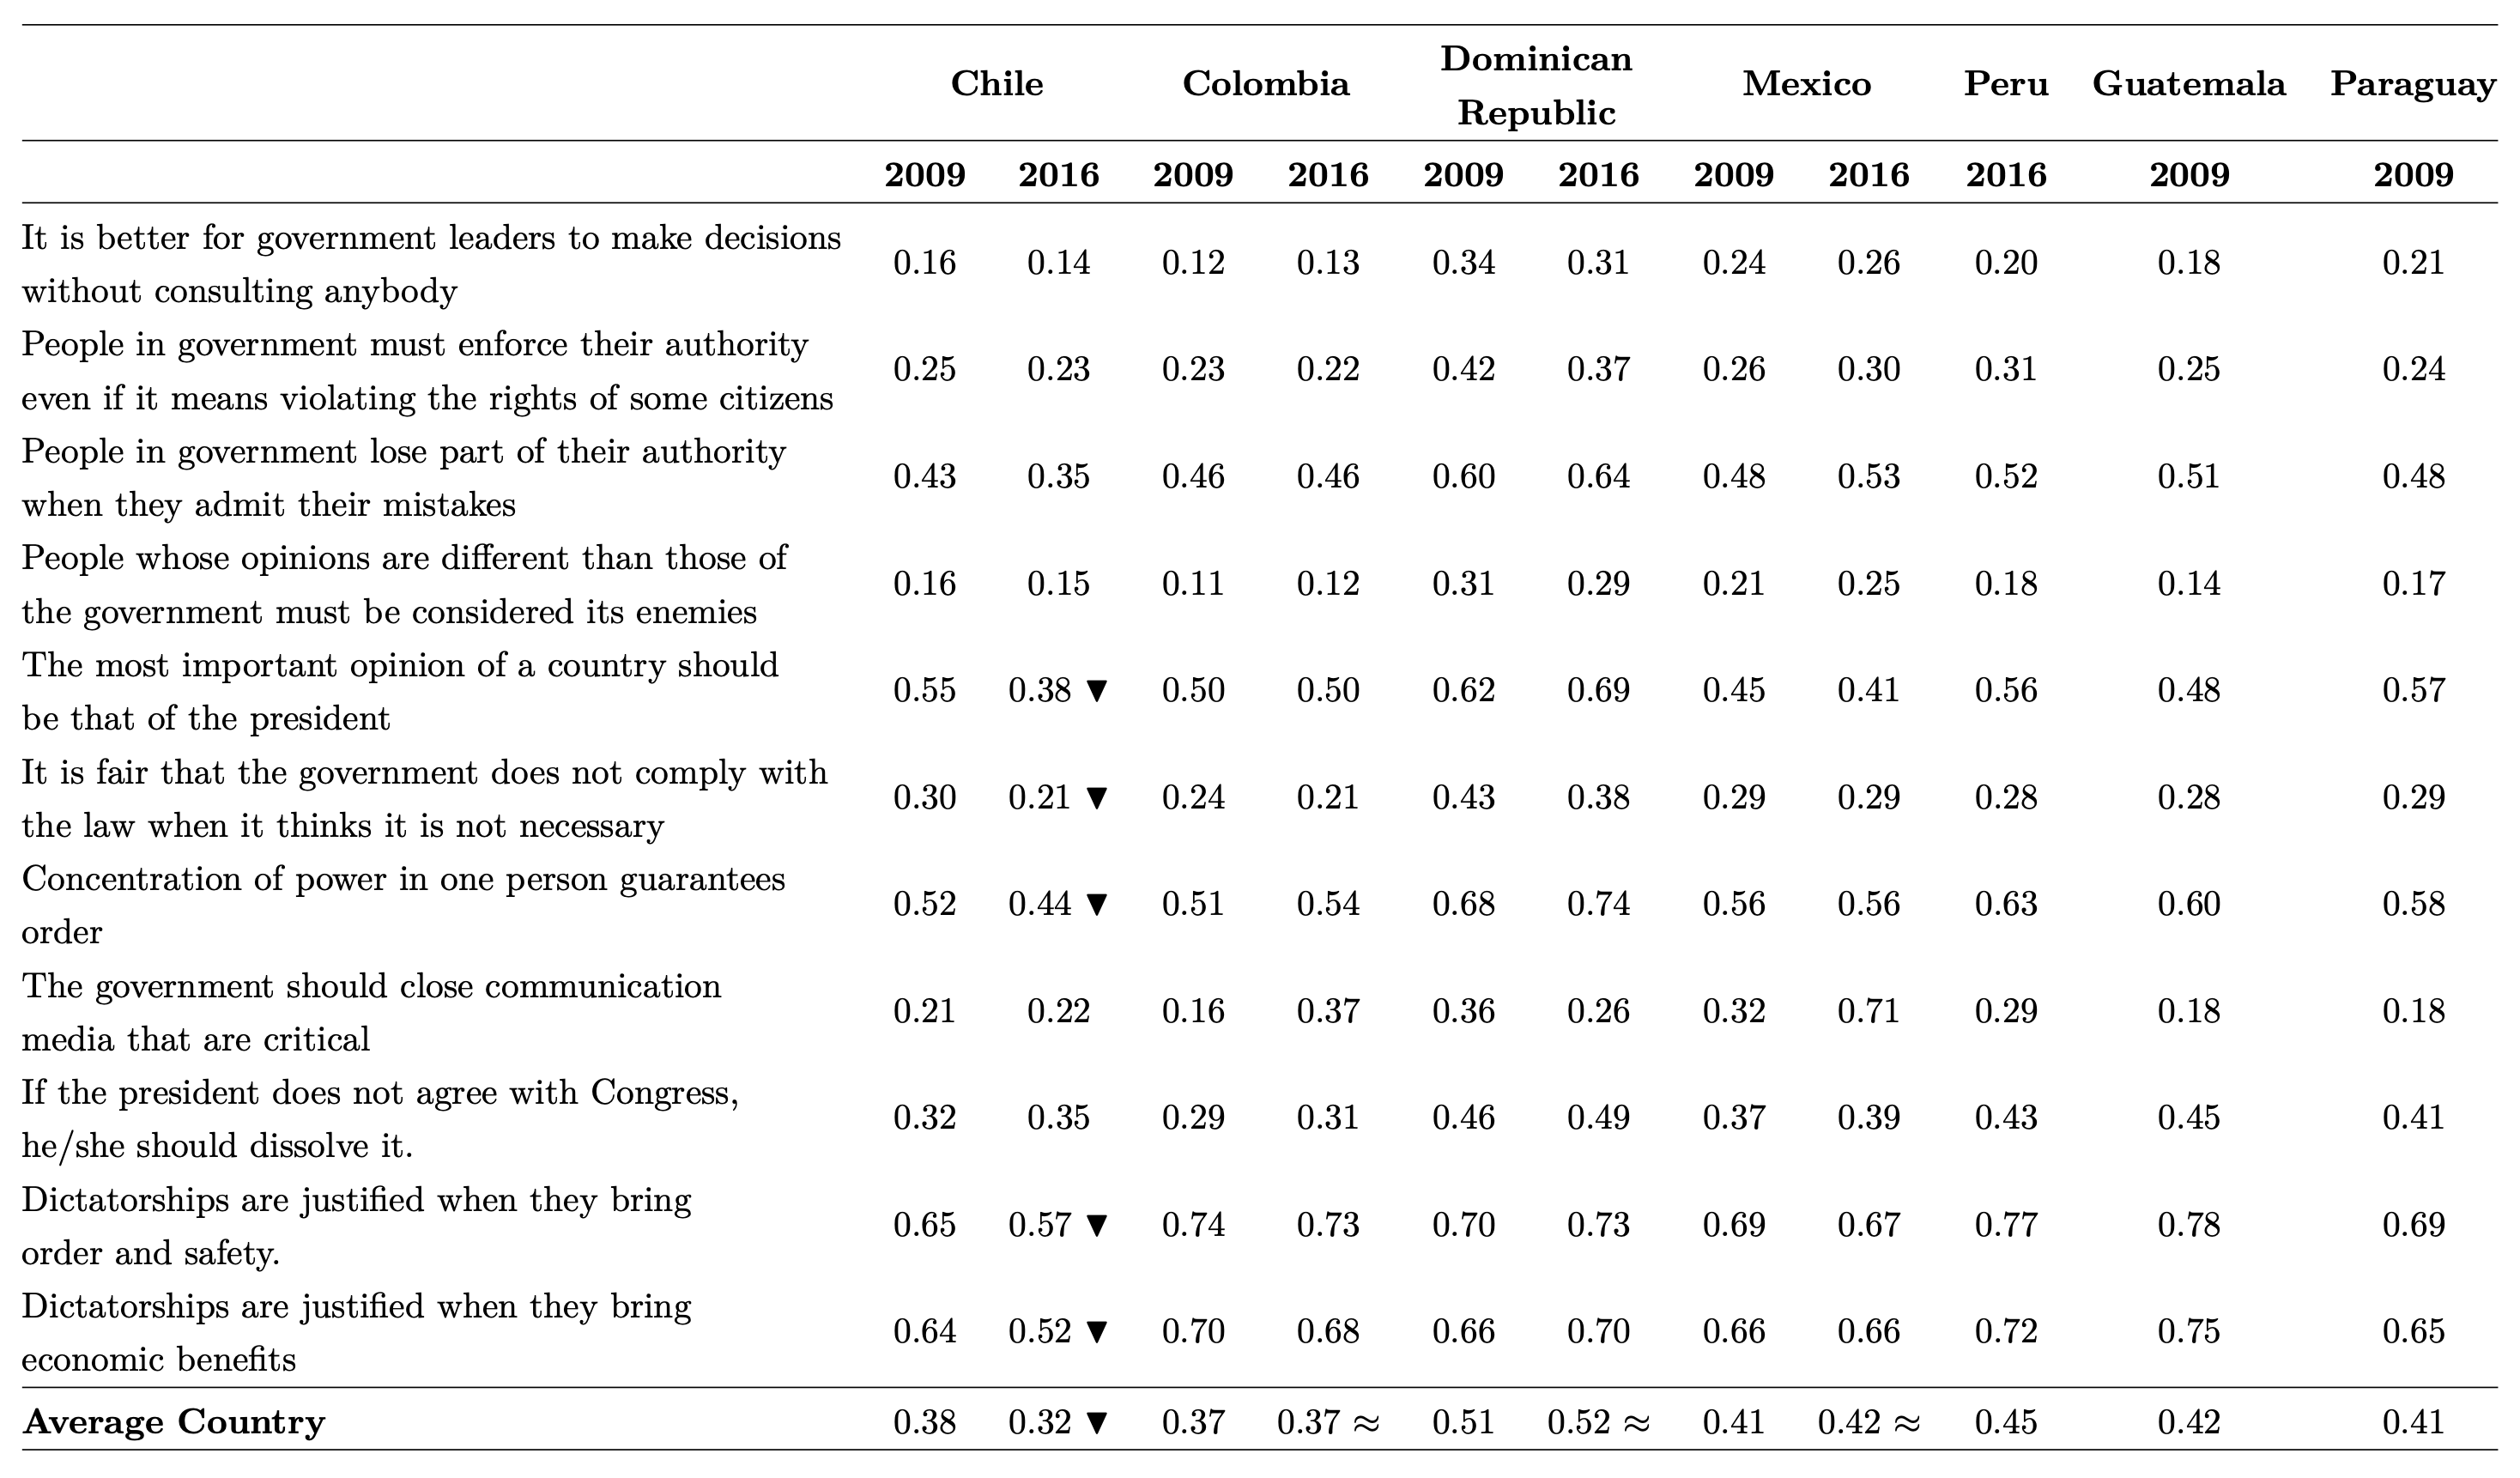 Chile Colombia Dominican Republic Mexico Peru Guatemala Paraguay
2009 2016 2009 2016 2009 2016 2009 2016 2016 2009 2009
It is better for government leaders to make decisions
without consulting anybody
0.16 0.14 0.12 0.13 0.34 0.31 0.24 0.26 0.20 0.18 0.21
People in government must enforce their authority
even if it means violating the rights of some citizens
0.25 0.23 0.23 0.22 0.42 0.37 0.26 0.30 0.31 0.25 0.24
People in government lose part of their authority
when they admit their mistakes
0.43 0.35 0.46 0.46 0.60 0.64 0.48 0.53 0.52 0.51 0.48
People whose opinions are different than those of
the government must be considered its enemies
0.16 0.15 0.11 0.12 0.31 0.29 0.21 0.25 0.18 0.14 0.17
The most important opinion of a country should
be that of the president
0.55 0.38 ▼ 0.50 0.50 0.62 0.69 0.45 0.41 0.56 0.48 0.57
It is fair that the government does not comply with
the law when it thinks it is not necessary
0.30 0.21 ▼ 0.24 0.21 0.43 0.38 0.29 0.29 0.28 0.28 0.29
Concentration of power in one person guarantees
order
0.52 0.44 ▼ 0.51 0.54 0.68 0.74 0.56 0.56 0.63 0.60 0.58
The government should close communication
media that are critical
0.21 0.22 0.16 0.37 0.36 0.26 0.32 0.71 0.29 0.18 0.18
If the president does not agree with Congress,
he/she should dissolve it.
0.32 0.35 0.29 0.31 0.46 0.49 0.37 0.39 0.43 0.45 0.41
Dictatorships are justified when they bring
order and safety.
0.65 0.57 ▼ 0.74 0.73 0.70 0.73 0.69 0.67 0.77 0.78 0.69
Dictatorships are justified when they bring
economic benefits
0.64 0.52 ▼ 0.70 0.68 0.66 0.70 0.66 0.66 0.72 0.75 0.65
Average Country 0.38 0.32 ▼ 0.37 0.37 ≈ 0.51 0.52 ≈ 0.41 0.42 ≈ 0.45 0.42 0.41